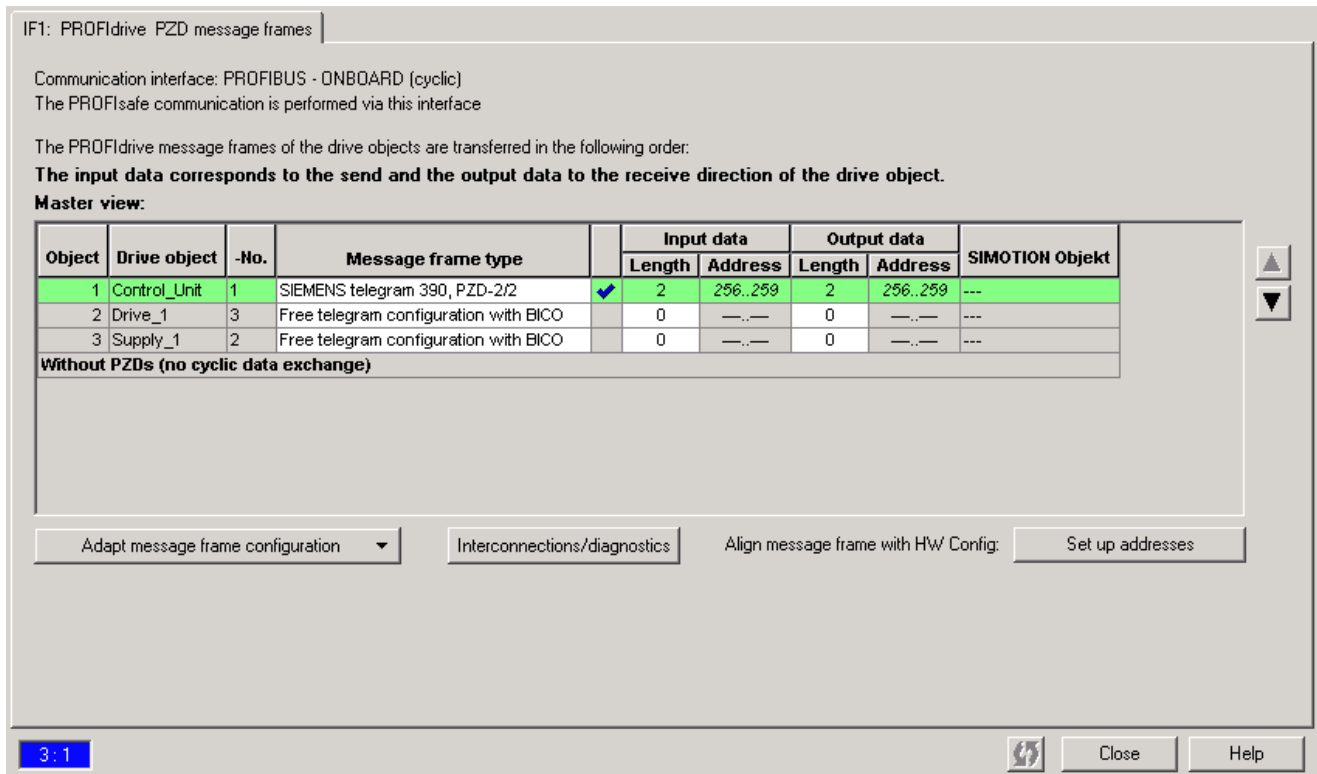 IF1: PROFIdrive PZD message frames
Communication interface: PROFIBUS - ONBOARD (cyclic)
The PROFIsafe communication is performed via this interface
The PROFIdrive message frames of the drive objects are transferred in the following order:
The input data corresponds to the send and the output data to the receive direction of the drive object.
Master view:
Object Drive object -No. Message frame type Input data Output data SIMOTION Objekt
Length Address Length Address
1 Control_Unit 1 SIEMENS telegram 390, PZD-2/2 ✔ 2 256..259 2 256..259 ---
2 Drive_1 3 Free telegram configuration with BICO 0 —..— 0 —..— ---
3 Supply_1 2 Free telegram configuration with BICO 0 —..— 0 —..— ---
Without PZDs (no cyclic data exchange)
Adapt message frame configuration Interconnections/diagnostics Align message frame with HW Config: Set up addresses
3 : 1 Close Help